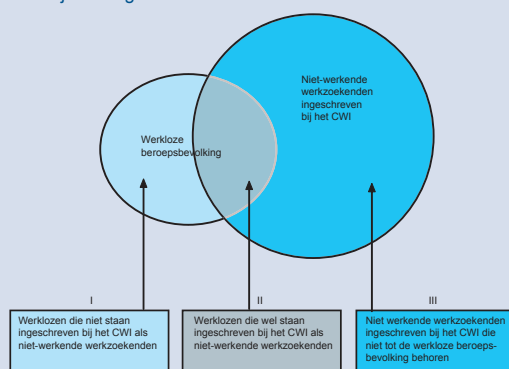 Niet-werkende
werkzoekenden
ingeschreven
bij het CWI
Werkloze
beroepsbevolking
I
II
III
Werklozen die niet staan
ingeschreven bij het CWI als
niet-werkende werkzoekenden
Werklozen die wel staan
ingeschreven bij het CWI als
niet-werkende werkzoekenden
Niet werkende werkzoekenden
ingeschreven bij het CWI die
niet tot de werkloze beroeps-
bevolking behoren